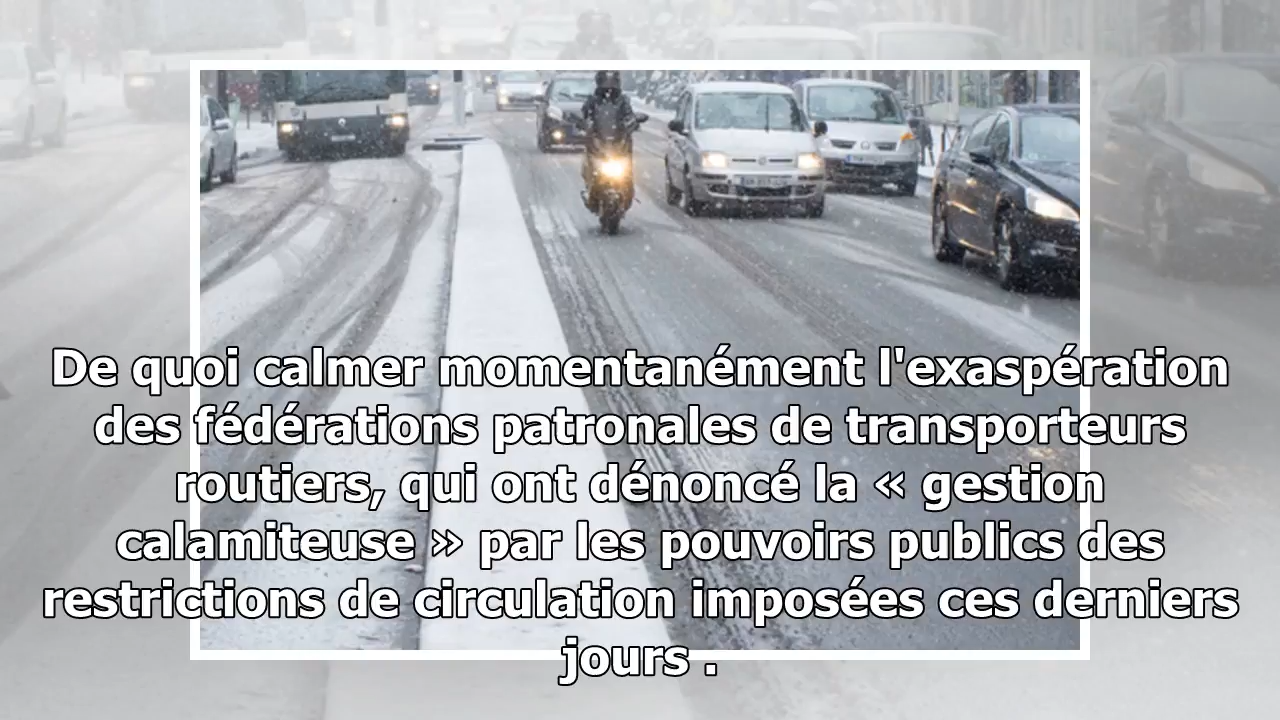 De quoi calmer momentanément l'exaspération
des fédérations patronales de transporteurs
routiers, qui ont dénoncé la « gestion
calamiteuse » par les pouvoirs publics des
restrictions de circulation imposées ces derniers
jours .